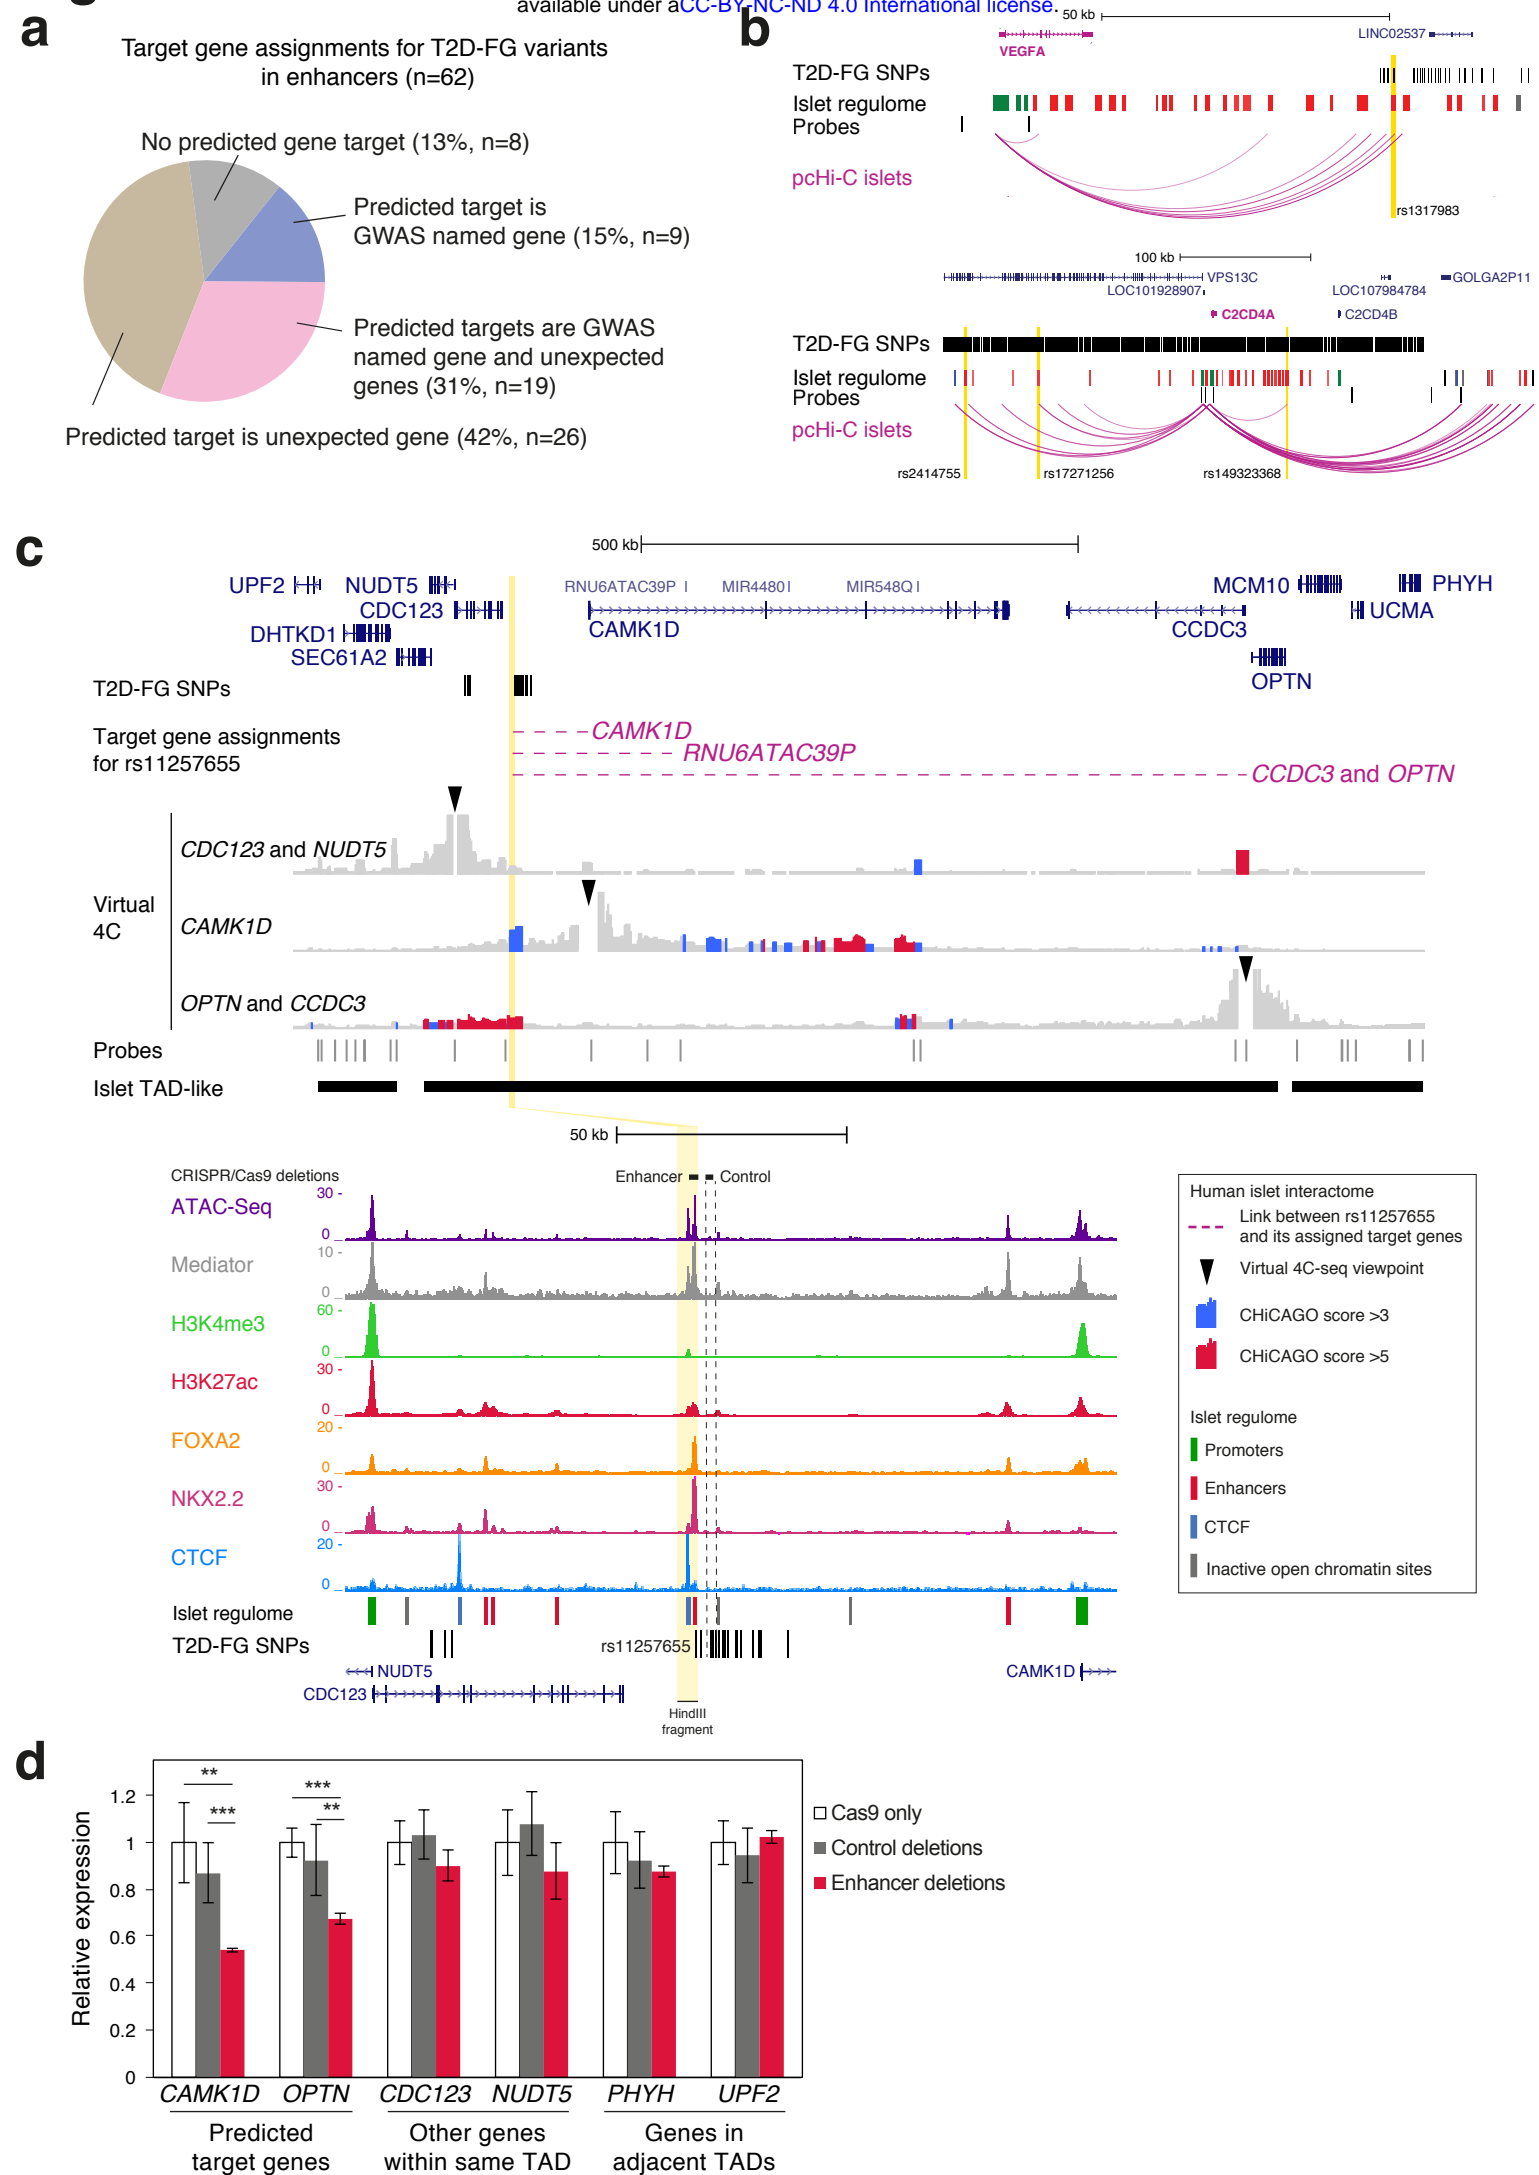 available under aCC-BY-NC-ND 4.0 International license.
a
Target gene assignments for T2D-FG variants
in enhancers (n=62)
No predicted gene target (13%, n=8)
Predicted target is
GWAS named gene (15%, n=9)
Predicted targets are GWAS
named gene and unexpected
genes (31%, n=19)
Predicted target is unexpected gene (42%, n=26)
b
50 kb
VEGFA
LINC02537
T2D-FG SNPs
Islet regulome
Probes
pcHi-C islets
rs1317983
100 kb
VPS13C
LOC101928907
C2CD4A
LOC107984784
C2CD4B
GOLGA2P11
T2D-FG SNPs
Islet regulome
Probes
pcHi-C islets
rs2414755
rs17271256
rs149323368
c
500 kb
UPF2
NUDT5
RNU6ATAC39P
MIR4480
MIR548Q
MCM10
PHYH
CDC123
CAMK1D
CCDC3
UCMA
DHTKD1
SEC61A2
OPTN
T2D-FG SNPs
Target gene assignments
for rs11257655
CAMK1D
RNU6ATAC39P
CCDC3 and OPTN
Virtual
4C
CDC123 and NUDT5
CAMK1D
OPTN and CCDC3
Probes
Islet TAD-like
50 kb
CRISPR/Cas9 deletions
Enhancer
Control
ATAC-Seq
30 -
0 _
Mediator
10 -
0 _
H3K4me3
60 -
0 _
H3K27ac
30 -
0 _
FOXA2
20 -
0 _
NKX2.2
30 -
0 _
CTCF
20 -
0 _
Islet regulome
T2D-FG SNPs
rs11257655
NUDT5
CAMK1D
CDC123
HindIII
fragment
Human islet interactome
Link between rs11257655
and its assigned target genes
Virtual 4C-seq viewpoint
CHiCAGO score >3
CHiCAGO score >5
Islet regulome
Promoters
Enhancers
CTCF
Inactive open chromatin sites
d
Relative expression
1.2
1
0.8
0.6
0.4
0.2
0
**
***
***
**
Cas9 only
Control deletions
Enhancer deletions
CAMK1D
OPTN
CDC123
NUDT5
PHYH
UPF2
Predicted
target genes
Other genes
within same TAD
Genes in
adjacent TADs